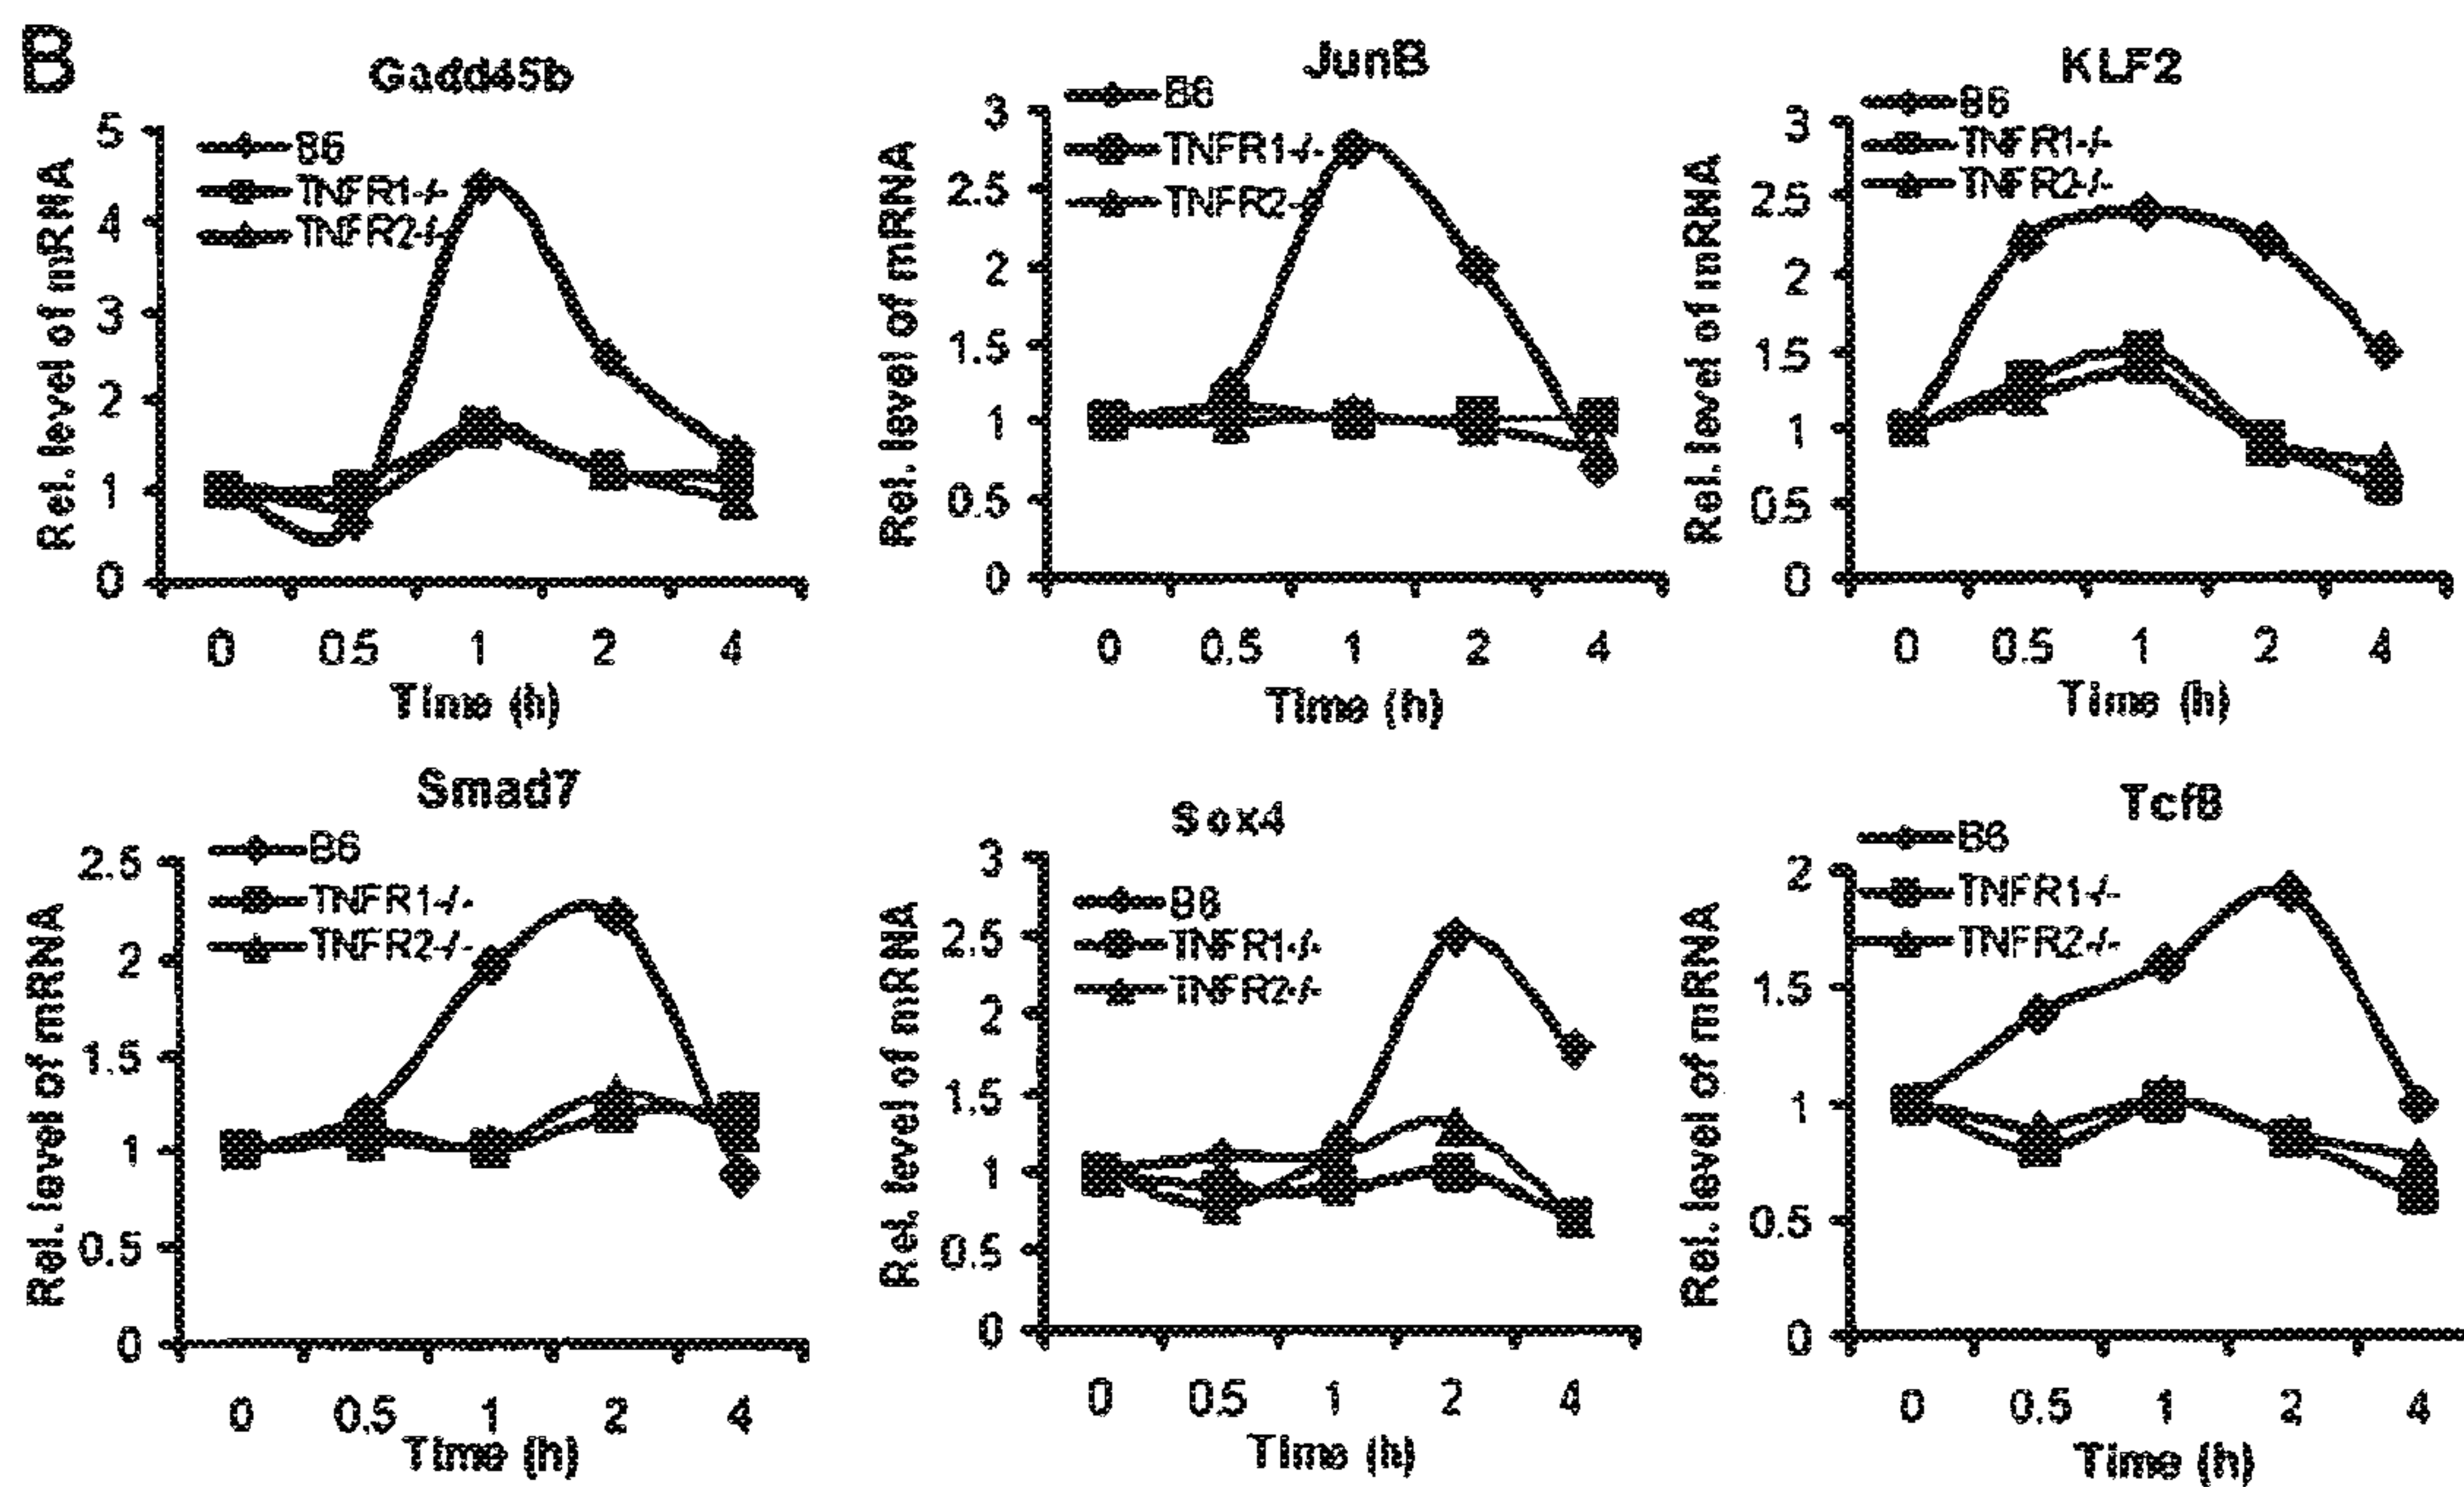 B
Gadd45b
B6
TNFR1-/-
TNFR2-/-
Rel. level of mRNA
5
4
3
2
1
0
0 0.5 1 2 4
Time (h)
JunB
B6
TNFR1-/-
TNFR2-/
Rel. level of mRNA
3
2.5
2
1.5
1
0.5
0
0 0.5 1 2 4
Time (h)
KLF2
B6
TNFR1-/-
TNFR2-/-
Rel. level of mRNA
3
2.5
2
1.5
1
0.5
0
0 0.5 1 2 4
Time (h)
Smad7
B6
TNFR1-/-
TNFR2-/-
Rel. level of mRNA
2.5
2
1.5
1
0.5
0
0 0.5 1 2 4
Time (h)
Sox4
B6
TNFR1-/-
TNFR2-/-
Rel. level of mRNA
3
2.5
2
1.5
1
0.5
0
0 0.5 1 2 4
Time (h)
Tcf8
B6
TNFR1-/-
TNFR2-/-
Rel. level of mRNA
2
1.5
1
0.5
0
0 0.5 1 2 4
Time (h)